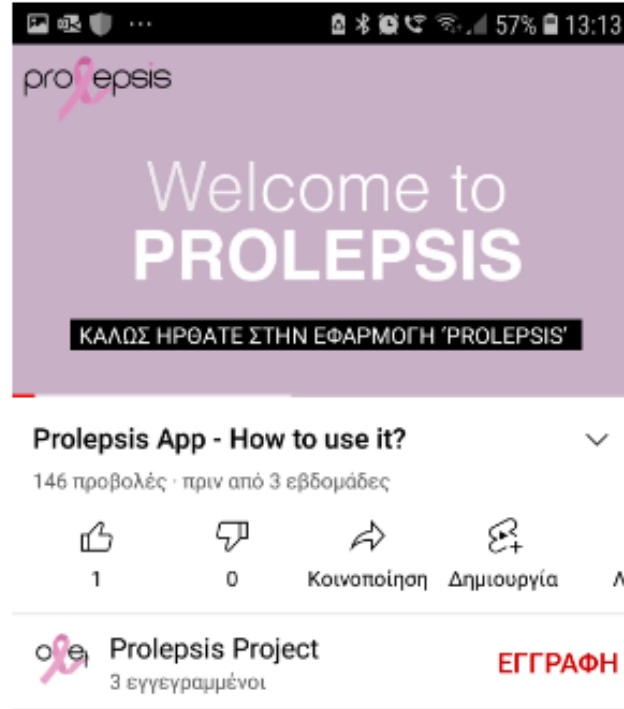 57% 13:13
prolepsis
Welcome to
PROLEPSIS
ΚΑΛΩΣ ΗΡΘΑΤΕ ΣΤΗΝ ΕΦΑΡΜΟΓΗ ‘PROLEPSIS’
Prolepsis App - How to use it?
146 προβολές · πριν από 3 εβδομάδες
1 0 Κοινοποίηση Δημιουργία
Prolepsis Project
ΕΓΓΡΑΦΗ
3 εγγεγραμμένοι